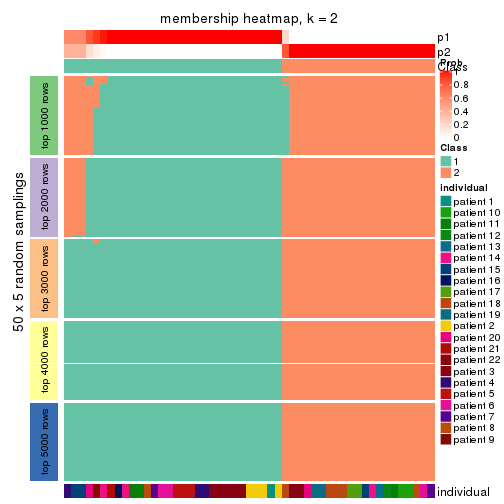 membership heatmap, k = 2
p1
p2
Class
Prob
1
0.8
0.6
0.4
0.2
0
Class
1
2
individual
patient 1
patient 10
patient 11
patient 12
patient 13
patient 14
patient 15
patient 16
patient 17
patient 18
patient 19
patient 2
patient 20
patient 21
patient 22
patient 3
patient 4
patient 5
patient 6
patient 7
patient 8
patient 9
50 x 5 random samplings
top 1000 rows
top 2000 rows
top 3000 rows
top 4000 rows
top 5000 rows
individual